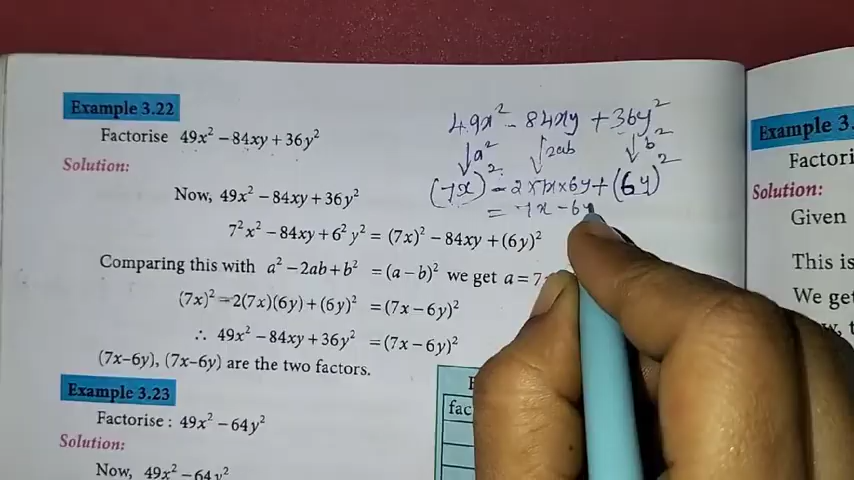 Example 3.22
Factorise 49x² − 84xy + 36y²
Solution:
Now, 49x² − 84xy + 36y²
7²x² − 84xy + 6²y² = (7x)² − 84xy + (6y)²
Comparing this with a² − 2ab + b² = (a − b)² we get a = 7
(7x)² − 2(7x)(6y) + (6y)² = (7x − 6y)²
∴ 49x² − 84xy + 36y² = (7x − 6y)²
(7x−6y), (7x−6y) are the two factors.
Example 3.23
Factorise : 49x² − 64y²
Solution:
Now, 49x² − 64y²
49x² − 84xy + 36y²
↓a² ↓2ab ↓b²
(7x)² − 2×7x×6y + (6y)²
= 7x − 6y
fac
Example 3.
Factori
Solution
Given
This is
We get